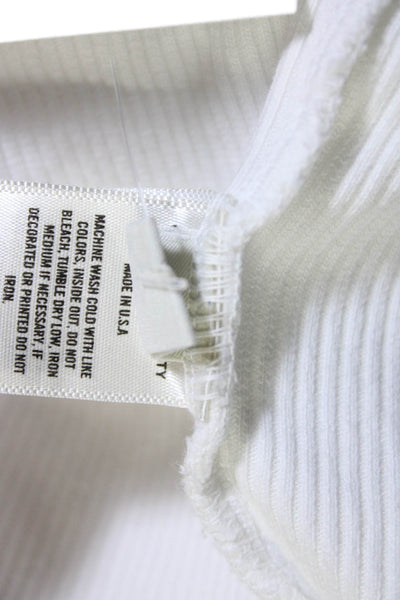 MADE IN U.S.A
MACHINE WASH COLD WITH LIKE
COLORS, INSIDE OUT, DO NOT
BLEACH, TUMBLE DRY LOW, IRON
MEDIUM IF NECESSARY, IF
DECORATED OR PRINTED DO NOT
IRON.